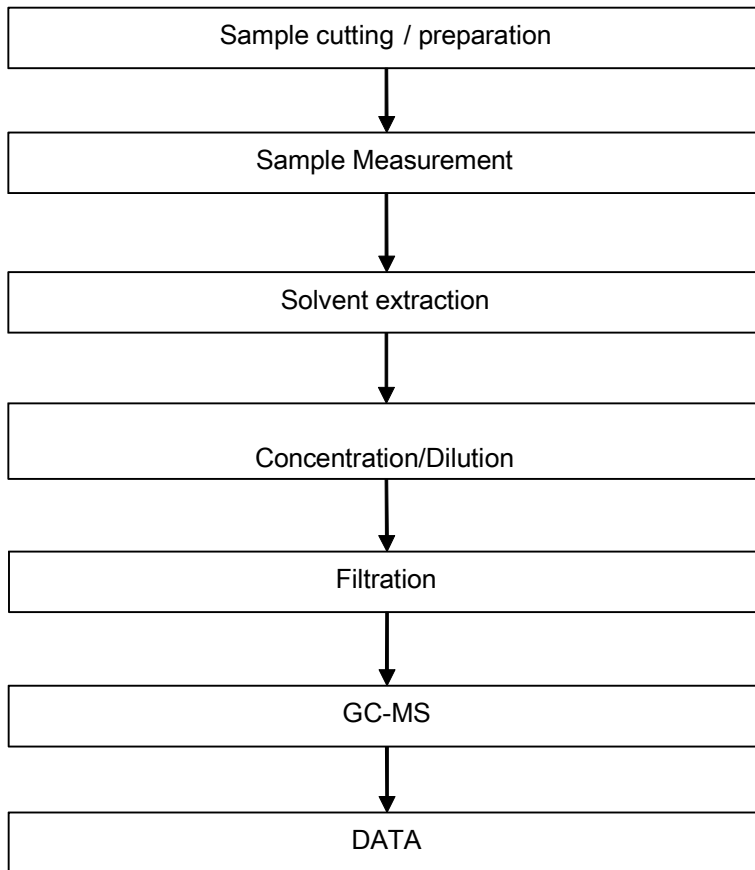 Sample cutting / preparation
Sample Measurement
Solvent extraction
Concentration/Dilution
Filtration
GC-MS
DATA